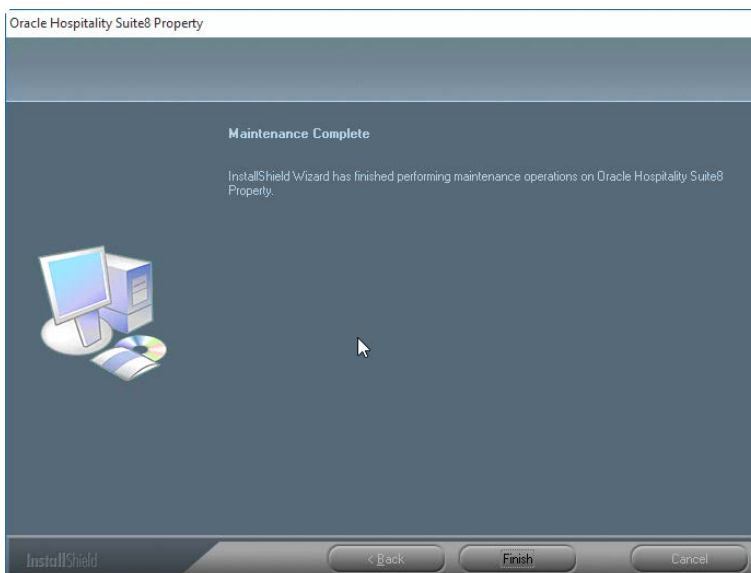 Oracle Hospitality Suite8 Property
Maintenance Complete
InstallShield Wizard has finished performing maintenance operations on Oracle Hospitality Suite8
Property.
InstallShield
< Back
Finish
Cancel